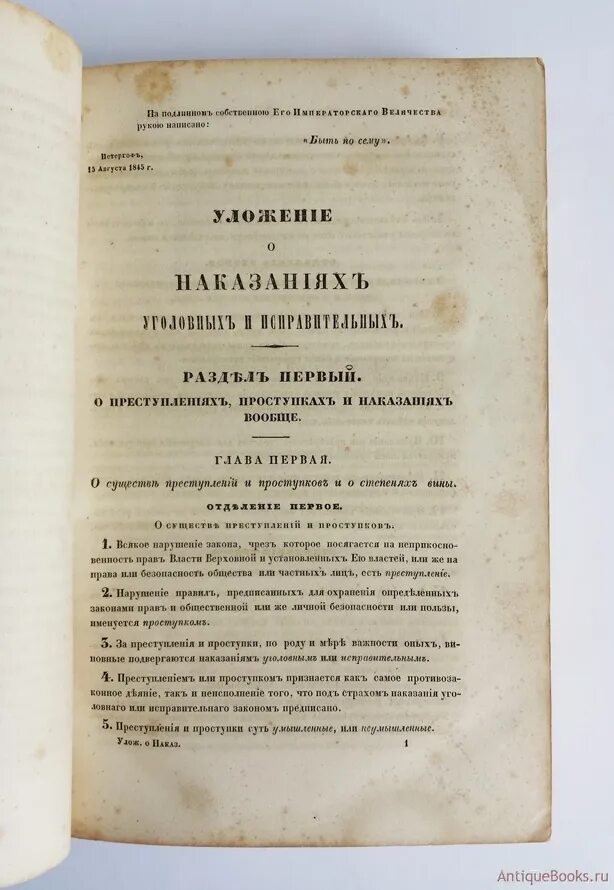 На подлинномъ собственною Его Императорскаго Величества
рукою написано:
«Быть по сему».
Петергофъ,
15 Августа 1845 г.
УЛОЖЕНІЕ
О
НАКАЗАНІЯХЪ
УГОЛОВНЫХЪ И ИСПРАВИТЕЛЬНЫХЪ.
РАЗДѢЛЪ ПЕРВЫЙ.
О ПРЕСТУПЛЕНІЯХЪ, ПРОСТУПКАХЪ И НАКАЗАНІЯХЪ
ВООБЩЕ.
ГЛАВА ПЕРВАЯ.
О существѣ преступленій и проступковъ и о степеняхъ вины.
ОТДѢЛЕНІЕ ПЕРВОЕ.
О СУЩЕСТВѢ ПРЕСТУПЛЕНІЙ И ПРОСТУПКОВЪ.
1. Всякое нарушеніе закона, чрезъ которое посягается на неприкосно-
венность правъ Власти Верховной и установленныхъ Ею властей, или же на
права или безопасность общества или частныхъ лицъ, есть преступленіе.
2. Нарушеніе правилъ, предписанныхъ для охраненія опредѣленныхъ
законами правъ и общественной или же личной безопасности или пользы,
именуется проступкомъ.
3. За преступленія и проступки, по роду и мѣрѣ важности оныхъ, ви-
новные подвергаются наказаніямъ уголовнымъ или исправительнымъ.
4. Преступленіемъ или проступкомъ признается какъ самое противоза-
конное дѣяніе, такъ и неисполненіе того, что подъ страхомъ наказанія уго-
ловнаго или исправительнаго закономъ предписано.
5. Преступленія и проступки суть умышленные, или неумышленные.
Улож. о Наказ. 1
AntiqueBooks.ru